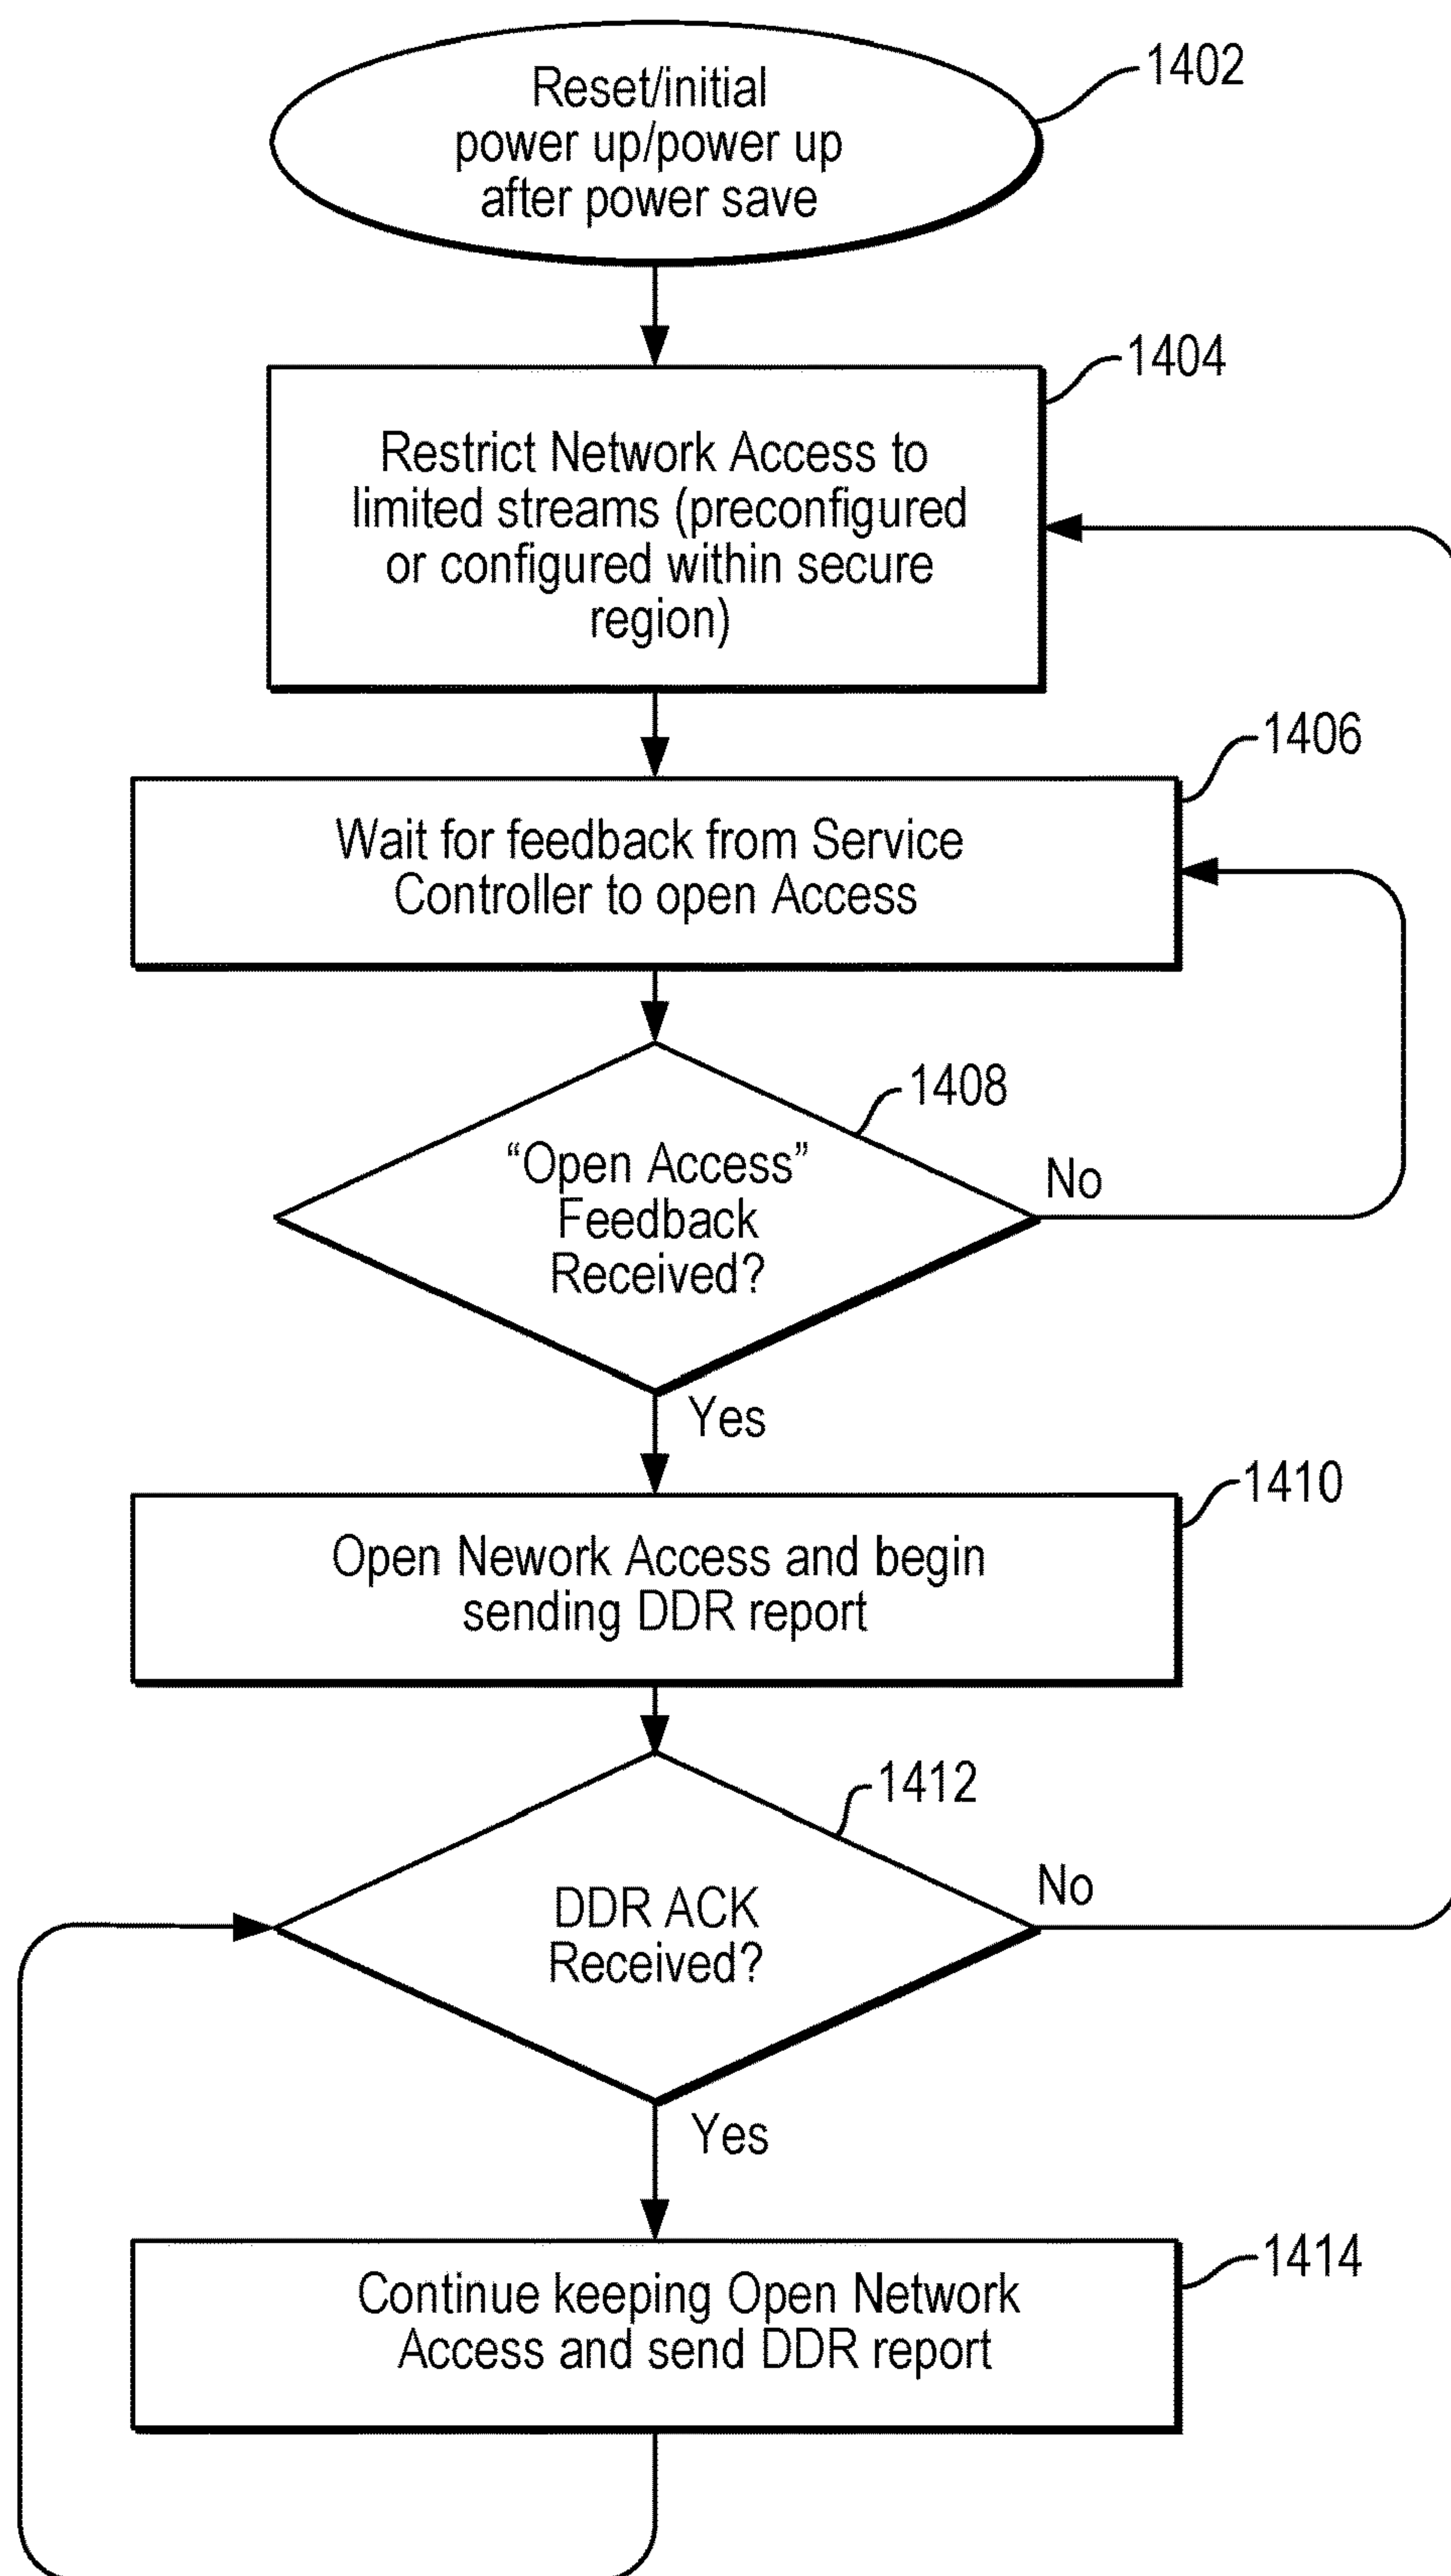 Reset/initial
power up/power up
after power save
1402
1404
Restrict Network Access to
limited streams (preconfigured
or configured within secure
region)
1406
Wait for feedback from Service
Controller to open Access
1408
“Open Access”
Feedback
Received?
No
Yes
1410
Open Nework Access and begin
sending DDR report
1412
DDR ACK
Received?
No
Yes
1414
Continue keeping Open Network
Access and send DDR report